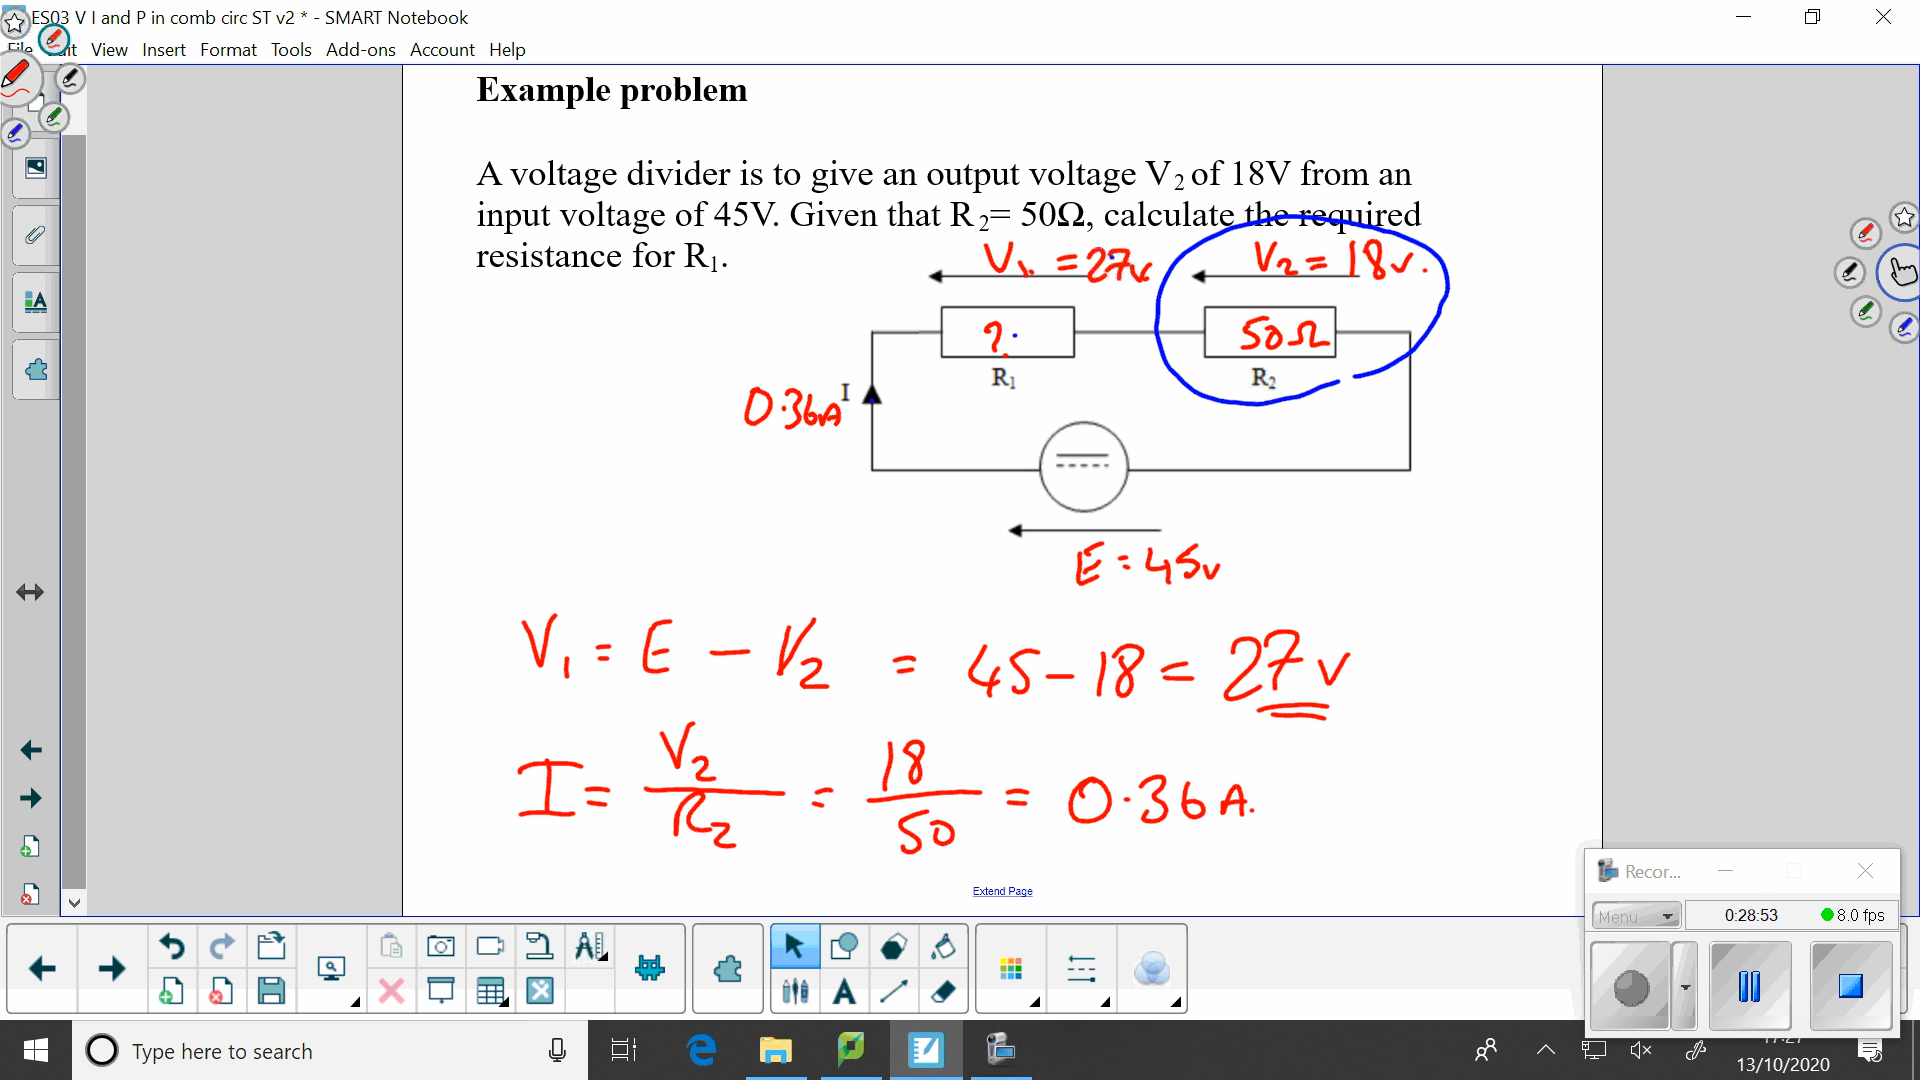 ES03 V I and P in comb circ ST v2 * - SMART Notebook
File Edit View Insert Format Tools Add-ons Account Help
Example problem
A voltage divider is to give an output voltage V₂ of 18V from an
input voltage of 45V. Given that R₂= 50Ω, calculate the required
resistance for R₁.
V₁ = 27v
V₂ = 18v.
?
50Ω
R₁
R₂
I
0.36A
E = 45v
V₁ = E - V₂ = 45 - 18 = 27v
I = V₂/R₂ = 18/50 = 0.36A.
Extend Page
Recor...
Menu
0:28:53
8.0 fps
Type here to search
17:27
13/10/2020